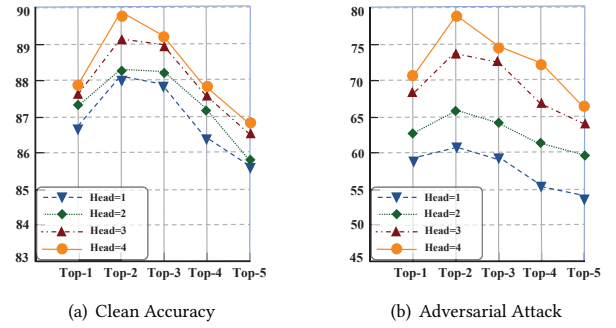 90
89
88
87
86
85
84
83
Head=1
Head=2
Head=3
Head=4
Top-1 Top-2 Top-3 Top-4 Top-5
(a) Clean Accuracy
80
75
70
65
60
55
50
45
Head=1
Head=2
Head=3
Head=4
Top-1 Top-2 Top-3 Top-4 Top-5
(b) Adversarial Attack